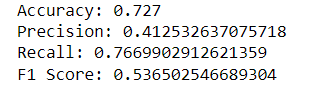 Accuracy: 0.727
Precision: 0.412532637075718
Recall: 0.7669902912621359
F1 Score: 0.536502546689304